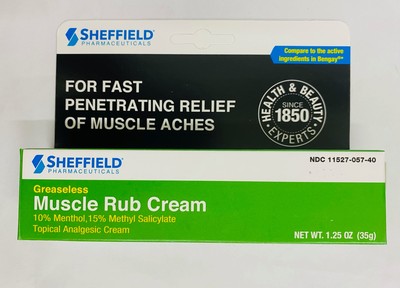 SHEFFIELD
PHARMACEUTICALS
Compare to the active
ingredients in Bengay®*
FOR FAST
PENETRATING RELIEF
OF MUSCLE ACHES
HEALTH & BEAUTY
SINCE
1850
EXPERTS
SHEFFIELD
PHARMACEUTICALS
NDC 11527-057-40
Greaseless
Muscle Rub Cream
10% Menthol, 15% Methyl Salicylate
Topical Analgesic Cream
NET WT. 1.25 OZ (35g)